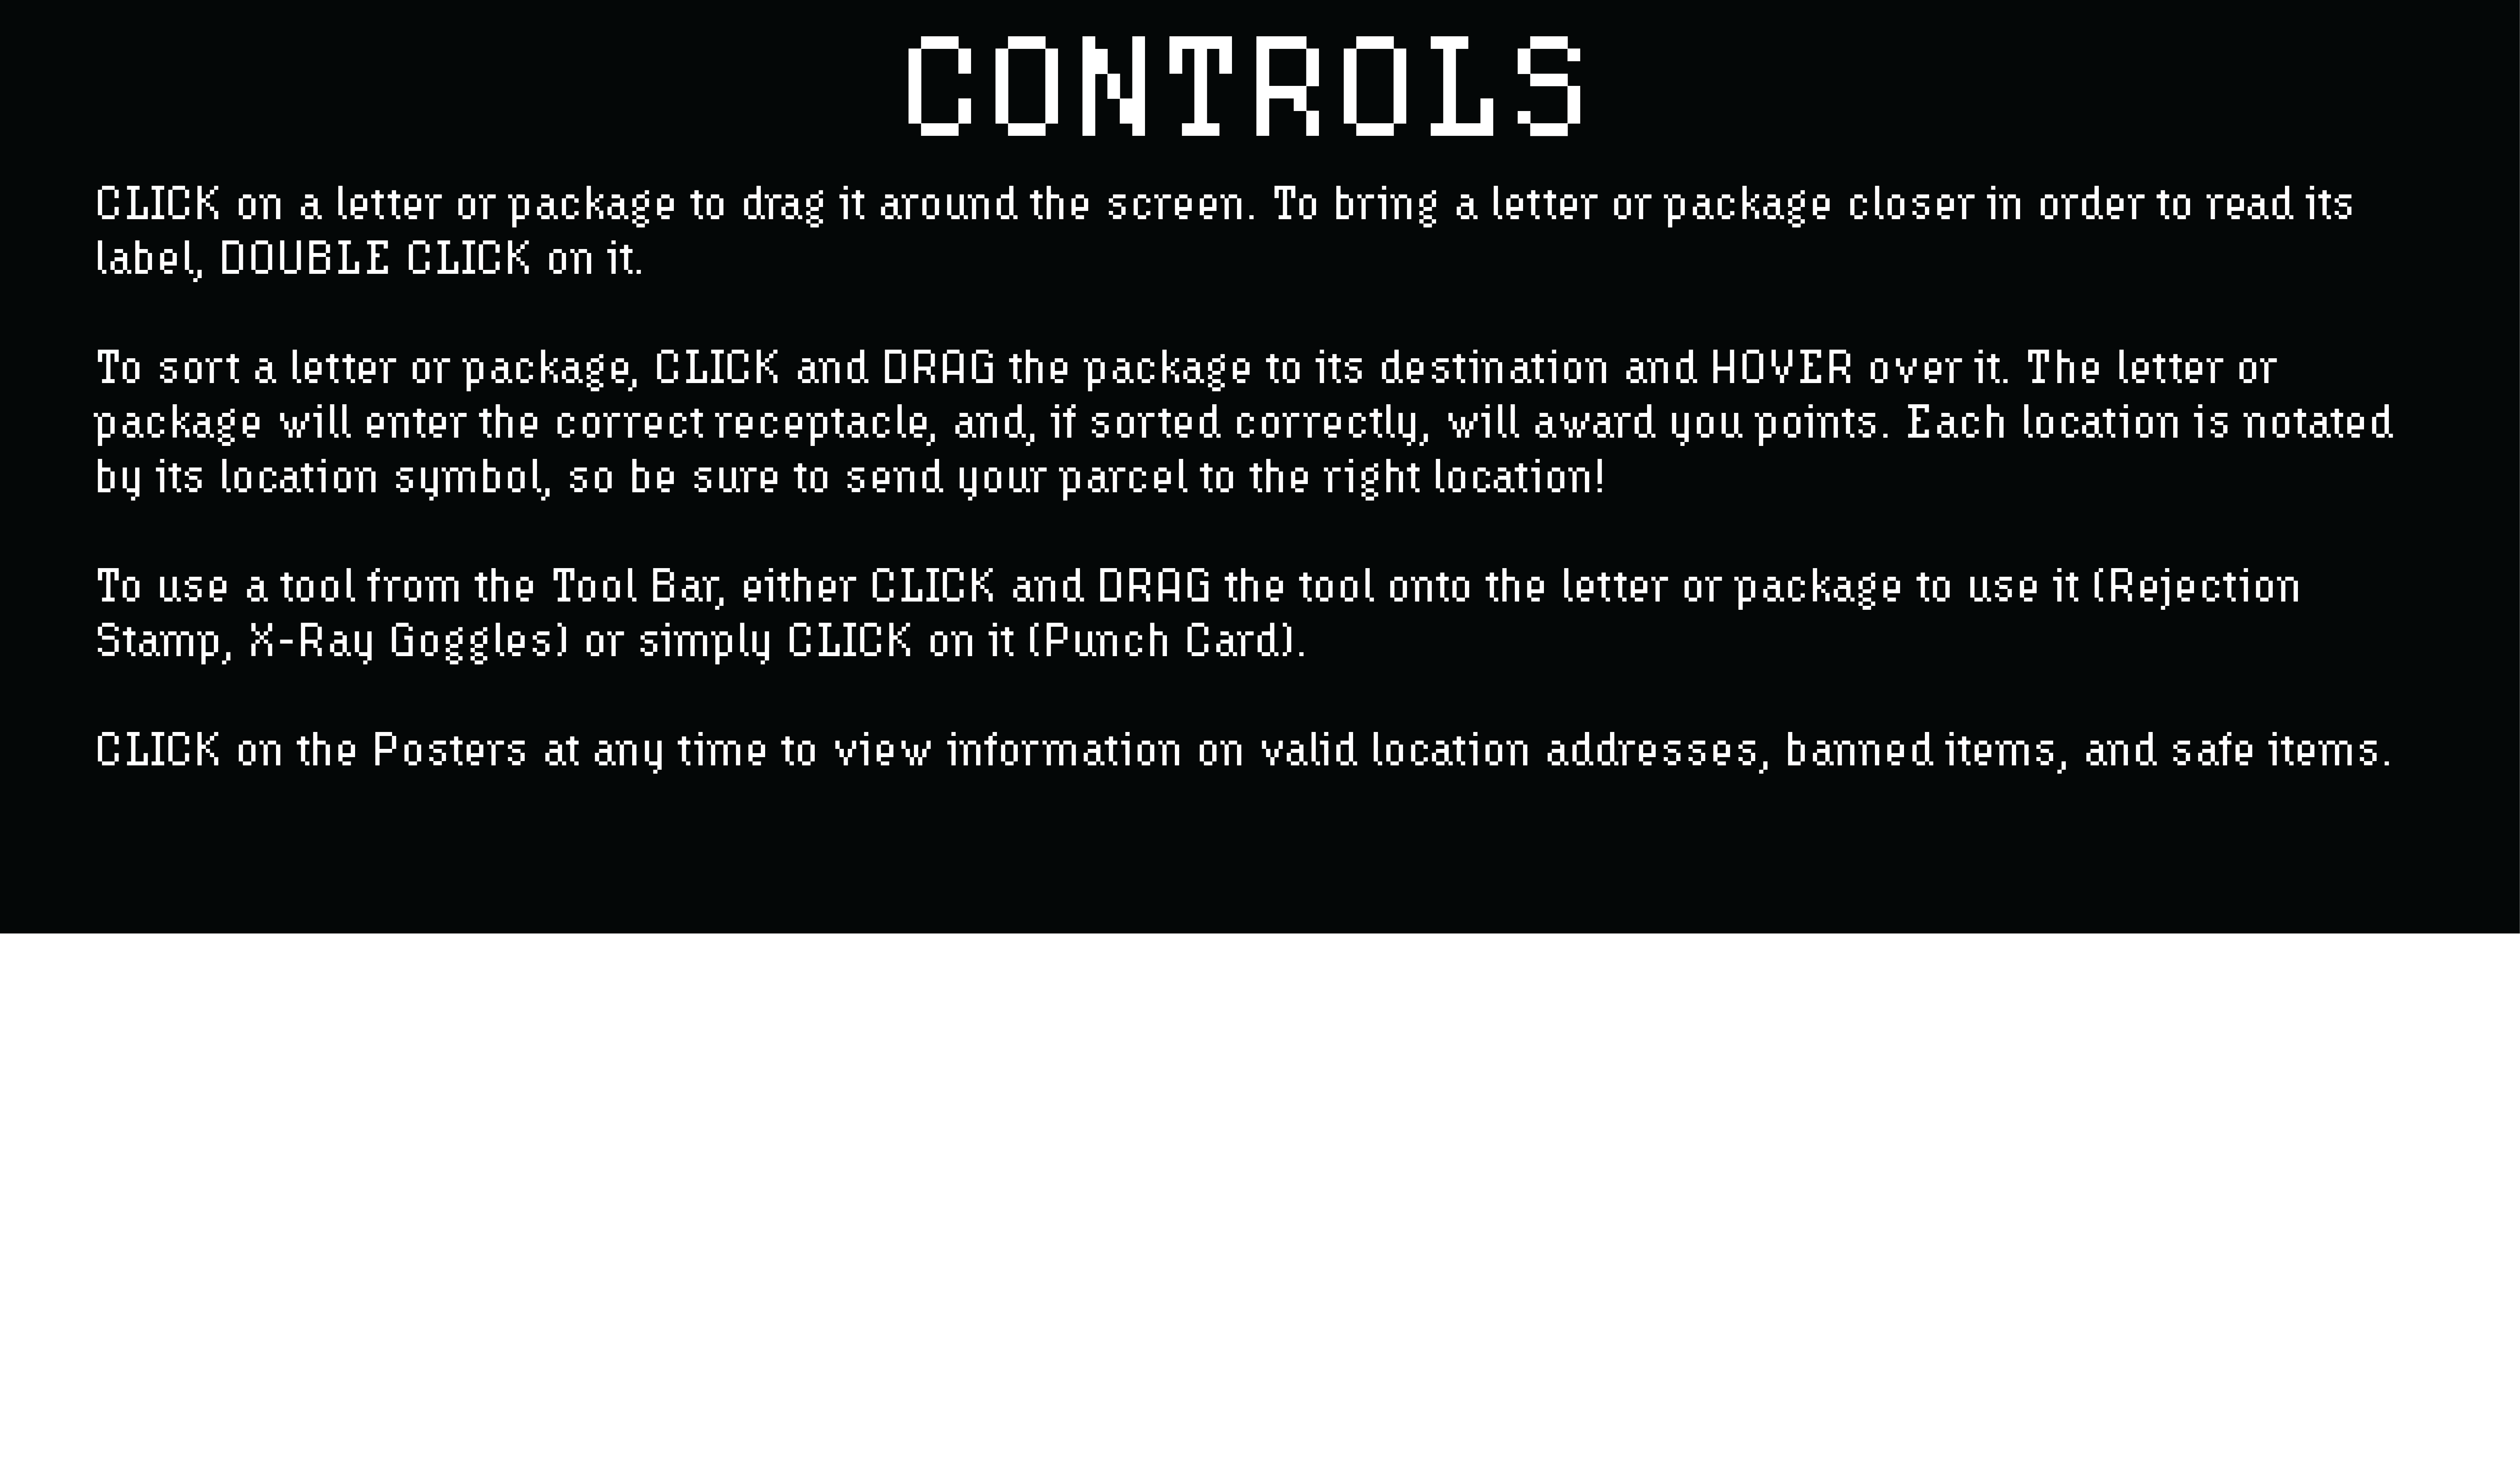 CONTROLS
CLICK on a letter or package to drag it around the screen. To bring a letter or package closer in order to read its
label, DOUBLE CLICK on it.
To sort a letter or package, CLICK and DRAG the package to its destination and HOVER over it. The letter or
package will enter the correct receptacle, and, if sorted correctly, will award you points. Each location is notated
by its location symbol, so be sure to send your parcel to the right location!
To use a tool from the Tool Bar, either CLICK and DRAG the tool onto the letter or package to use it (Rejection
Stamp, X-Ray Goggles) or simply CLICK on it (Punch Card).
CLICK on the Posters at any time to view information on valid location addresses, banned items, and safe items.